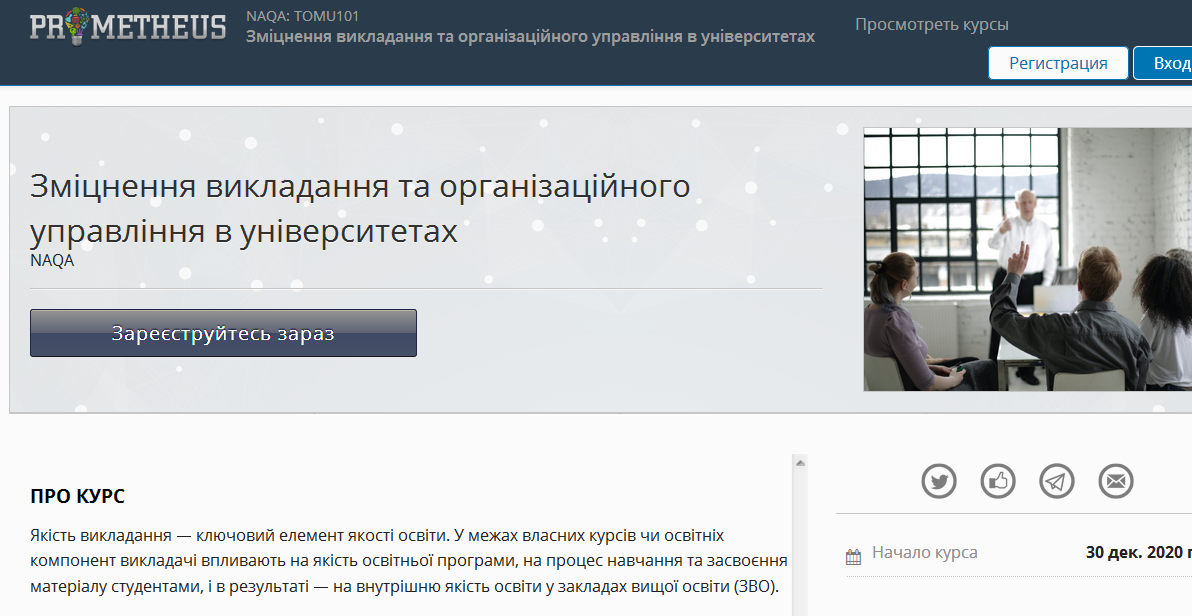 PROMETHEUS
NAQA: TOMU101
Зміцнення викладання та організаційного управління в університетах
Просмотреть курсы
Регистрация
Вход
Зміцнення викладання та організаційного
управління в університетах
NAQA
Зареєструйтесь зараз
ПРО КУРС
Якість викладання — ключовий елемент якості освіти. У межах власних курсів чи освітніх
компонент викладачі впливають на якість освітньої програми, на процес навчання та засвоєння
матеріалу студентами, і в результаті — на внутрішню якість освіти у закладах вищої освіти (ЗВО).
Начало курса
30 дек. 2020 г